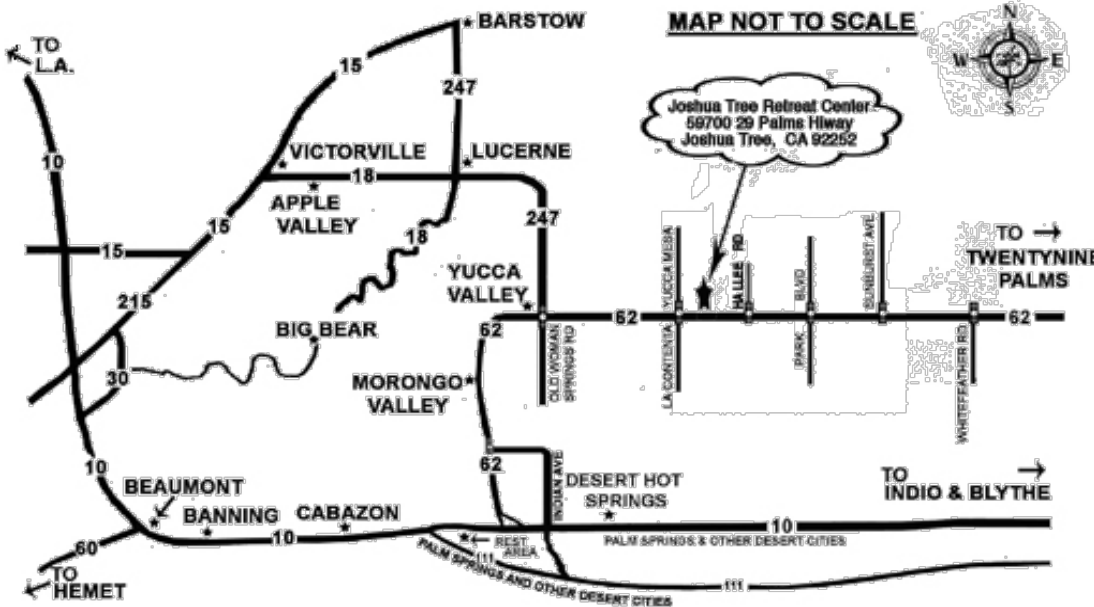 BARSTOW
MAP NOT TO SCALE
N
W
E
S
TO
L.A.
15
247
Joshua Tree Retreat Center
59700 29 Palms Hiway
Joshua Tree, CA 92252
10
VICTORVILLE
LUCERNE
18
APPLE
VALLEY
15
18
247
15
YUCCA MESA
HALLEE RD
BLVD
SUNBURST AVE
TO
TWENTYNINE
PALMS
YUCCA
VALLEY
215
BIG BEAR
62
62
62
30
MORONGO
VALLEY
OLD WOMAN
SPRINGS RD
LA CONTENTA
PARK
WHITEFEATHER RD
10
62
INDIAN AVE
DESERT HOT
SPRINGS
TO
INDIO & BLYTHE
BEAUMONT
BANNING
CABAZON
10
10
REST
AREA
PALM SPRINGS & OTHER DESERT CITIES
60
111
111
PALM SPRINGS AND OTHER DESERT CITIES
TO
HEMET